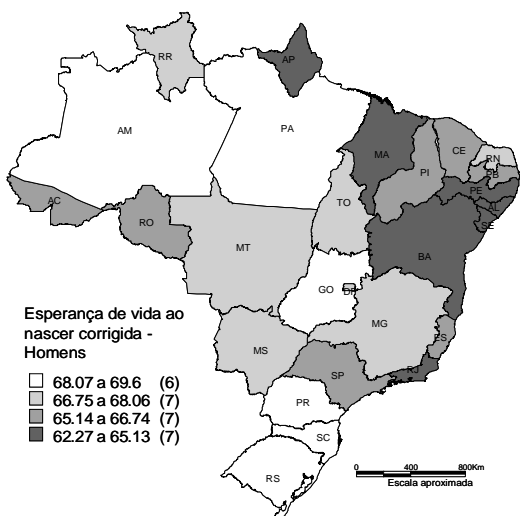 RR
AP
AM
PA
MA
CE
RN
PB
PI
PE
AL
SE
AC
RO
TO
BA
MT
GO
DF
MG
ES
MS
SP
RJ
PR
SC
RS
Esperança de vida ao
nascer corrigida -
Homens
68.07 a 69.6 (6)
66.75 a 68.06 (7)
65.14 a 66.74 (7)
62.27 a 65.13 (7)
0 400 800Km
Escala aproximada